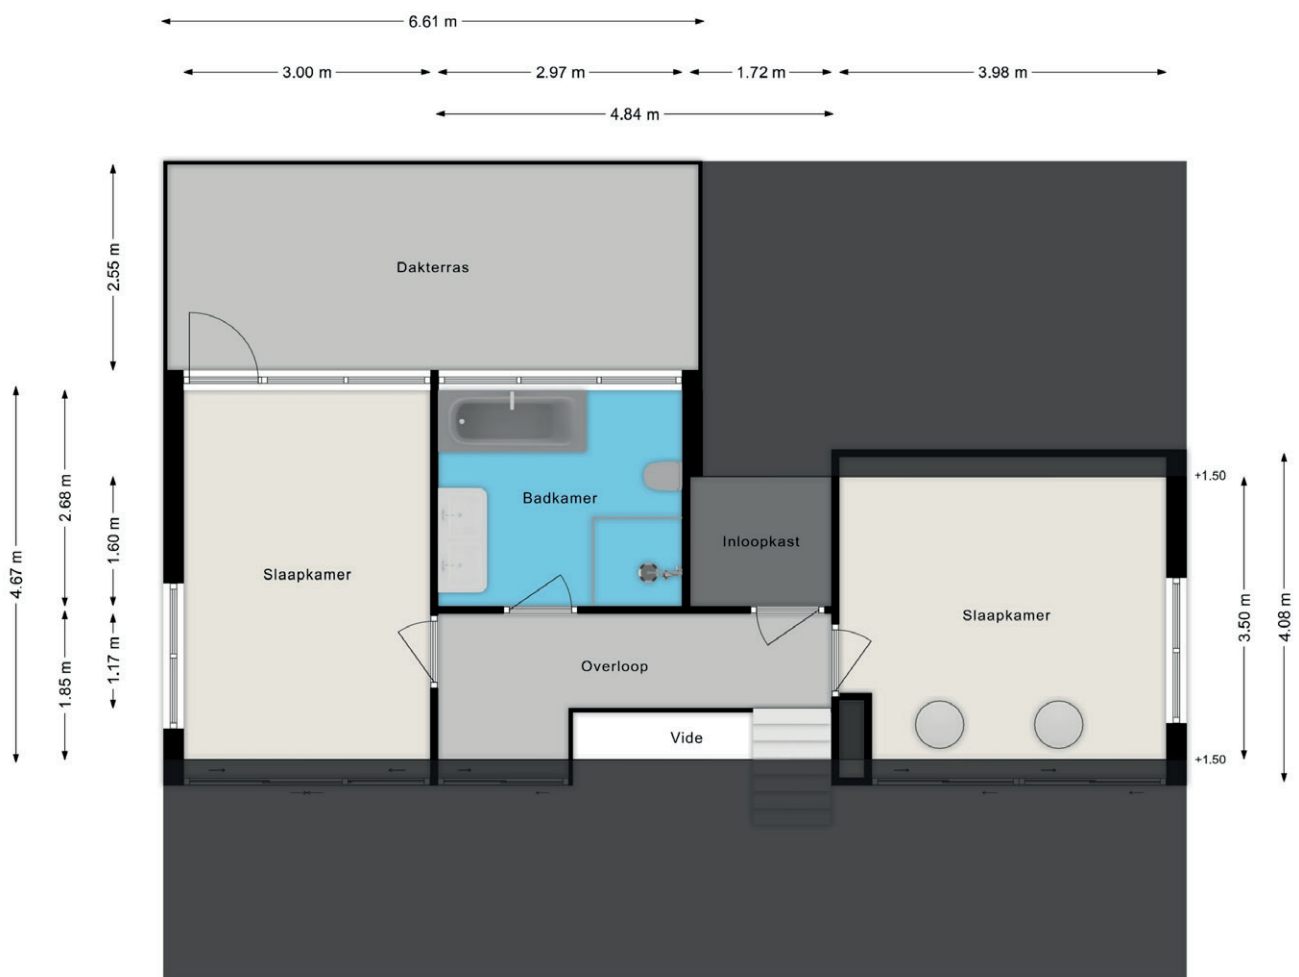 6.61 m
3.00 m
2.97 m
1.72 m
3.98 m
4.84 m
2.55 m
Dakterras
4.67 m
2.68 m
1.60 m
1.85 m
1.17 m
Slaapkamer
Badkamer
Inloopkast
Overloop
Vide
Slaapkamer
+1.50
3.50 m
4.08 m
+1.50